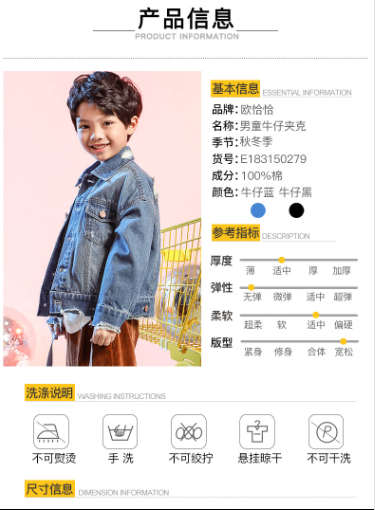 产品信息
PRODUCT INFORMATION
基本信息 ESSENTIAL INFORMATION
品牌：欧恰恰
名称：男童牛仔夹克
季节：秋冬季
货号：E183150279
成分：100%棉
颜色：牛仔蓝 牛仔黑
参考指标 DESCRIPTION
厚度
薄 适中 厚 加厚
弹性
无弹 微弹 适中 超弹
柔软
超柔 软 适中 偏硬
版型
紧身 修身 合体 宽松
洗涤说明 WASHING INSTRUCTIONS
P
不可熨烫 手 洗 不可绞拧 悬挂晾干 不可干洗
尺寸信息 DIMENSION INFORMATION